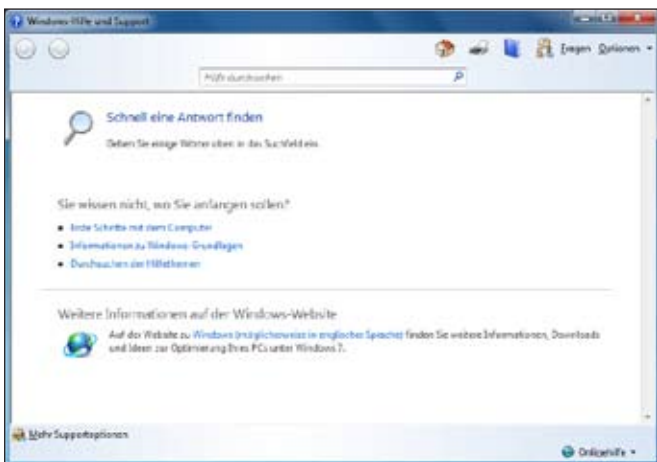 Windows-Hilfe und Support
Fragen Optionen
Hilfe durchsuchen
Schnell eine Antwort finden
Geben Sie einige Wörter oben in das Suchfeld ein.
Sie wissen nicht, wo Sie anfangen sollen?
Erste Schritte mit dem Computer
Informationen zu Windows-Grundlagen
Durchsuchen der Hilfethemen
Weitere Informationen auf der Windows-Website
Auf der Website zu Windows (möglicherweise in englischer Sprache) finden Sie weitere Informationen, Downloads
und Ideen zur Optimierung Ihres PCs unter Windows 7.
Mehr Supportoptionen
Onlinehilfe